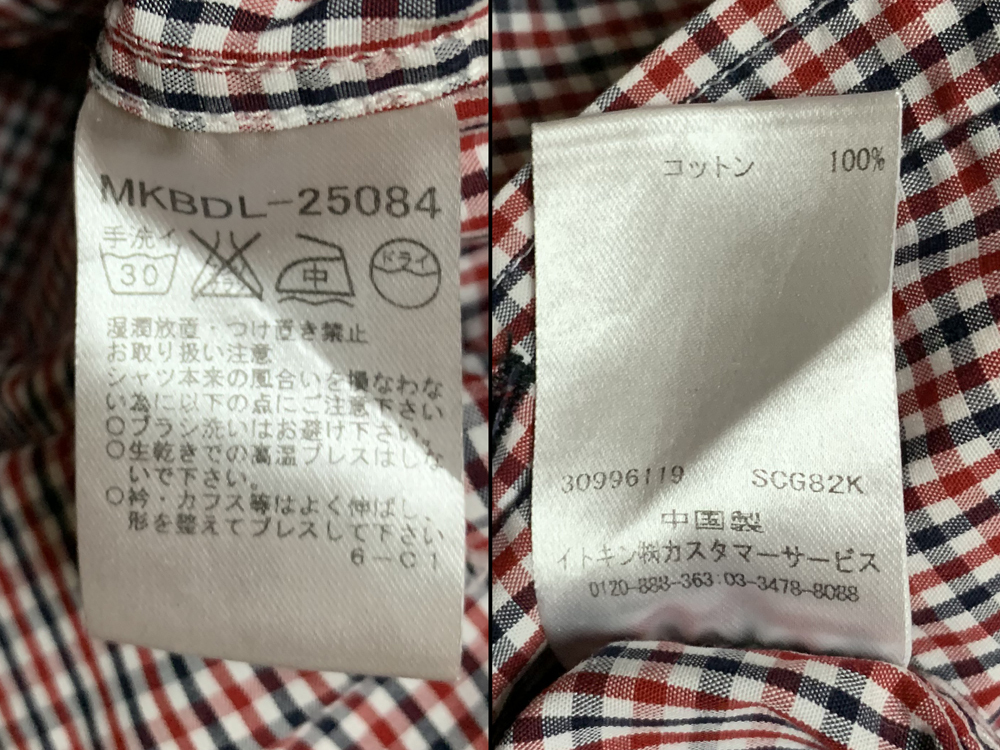 MKBDL-25084
手洗イ
30
中
ドライ
湿潤放置・つけ置き禁止
お取り扱い注意
シャツ本来の風合いを損なわな
い為に以下の点にご注意下さい
○ブラシ洗いはお避け下さい。
○生乾きでの高温プレスはしな
いで下さい。
○衿・カフス等はよく伸ばし、
形を整えてプレスして下さい
6-C1
コットン 100%
30996119 SCG82K
中国製
イトキン㈱カスタマーサービス
0120-888-363 03-3478-8088